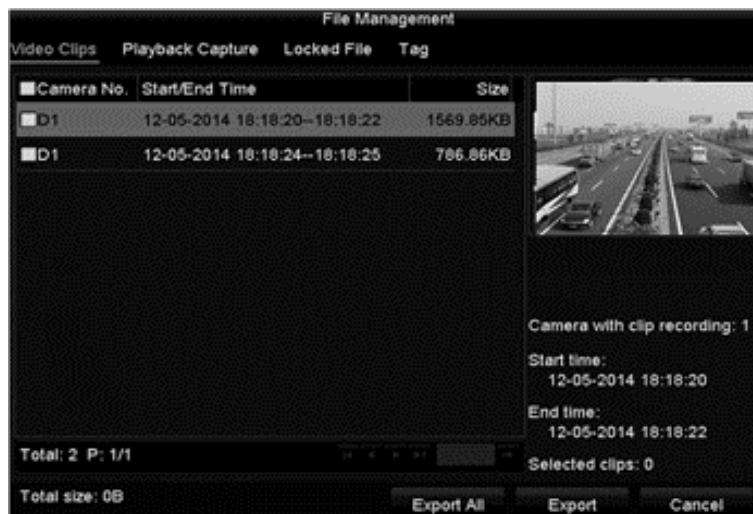 File Management
Video Clips Playback Capture Locked File Tag
Camera No. Start/End Time Size
D1 12-05-2014 18:18:20--18:18:22 1569.85KB
D1 12-05-2014 18:18:24--18:18:25 786.86KB
Camera with clip recording: 1
Start time:
12-05-2014 18:18:20
End time:
12-05-2014 18:18:22
Selected clips: 0
Total: 2 P: 1/1
Total size: 0B
Export All Export Cancel